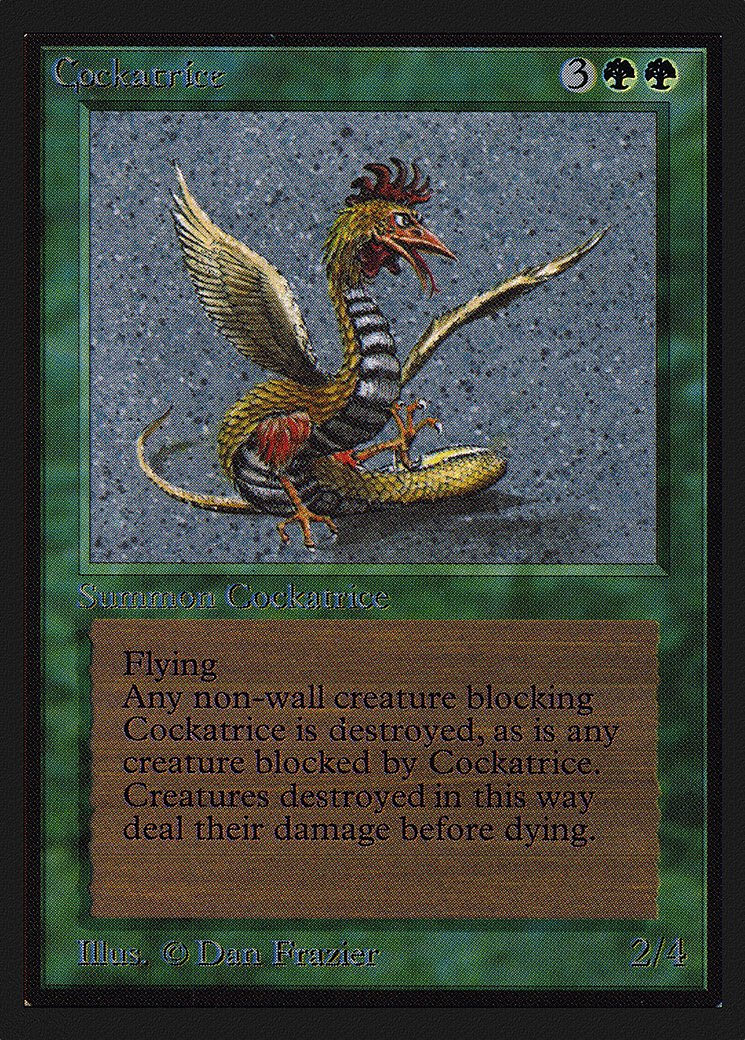 Cockatrice 3
Summon Cockatrice
Flying
Any non-wall creature blocking
Cockatrice is destroyed, as is any
creature blocked by Cockatrice.
Creatures destroyed in this way
deal their damage before dying.
Illus. © Dan Frazier 2/4